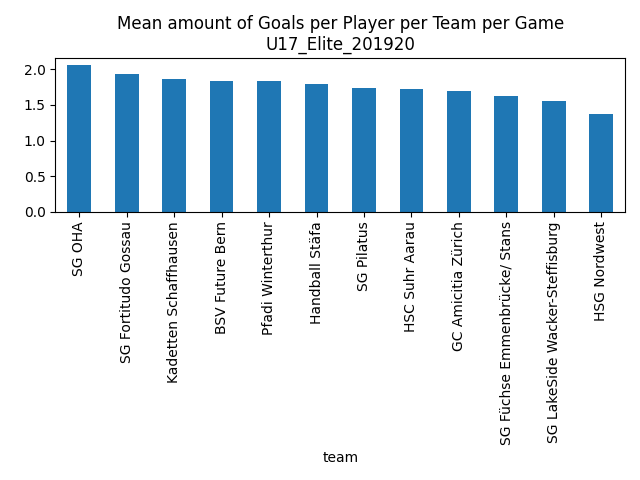 Mean amount of Goals per Player per Team per Game
U17_Elite_201920
2.0
1.5
1.0
0.5
0.0
SG OHA
SG Fortitudo Gossau
Kadetten Schaffhausen
BSV Future Bern
Pfadi Winterthur
Handball Stäfa
SG Pilatus
HSC Suhr Aarau
GC Amicitia Zürich
SG Füchse Emmenbrücke/ Stans
SG LakeSide Wacker-Steffisburg
HSG Nordwest
team